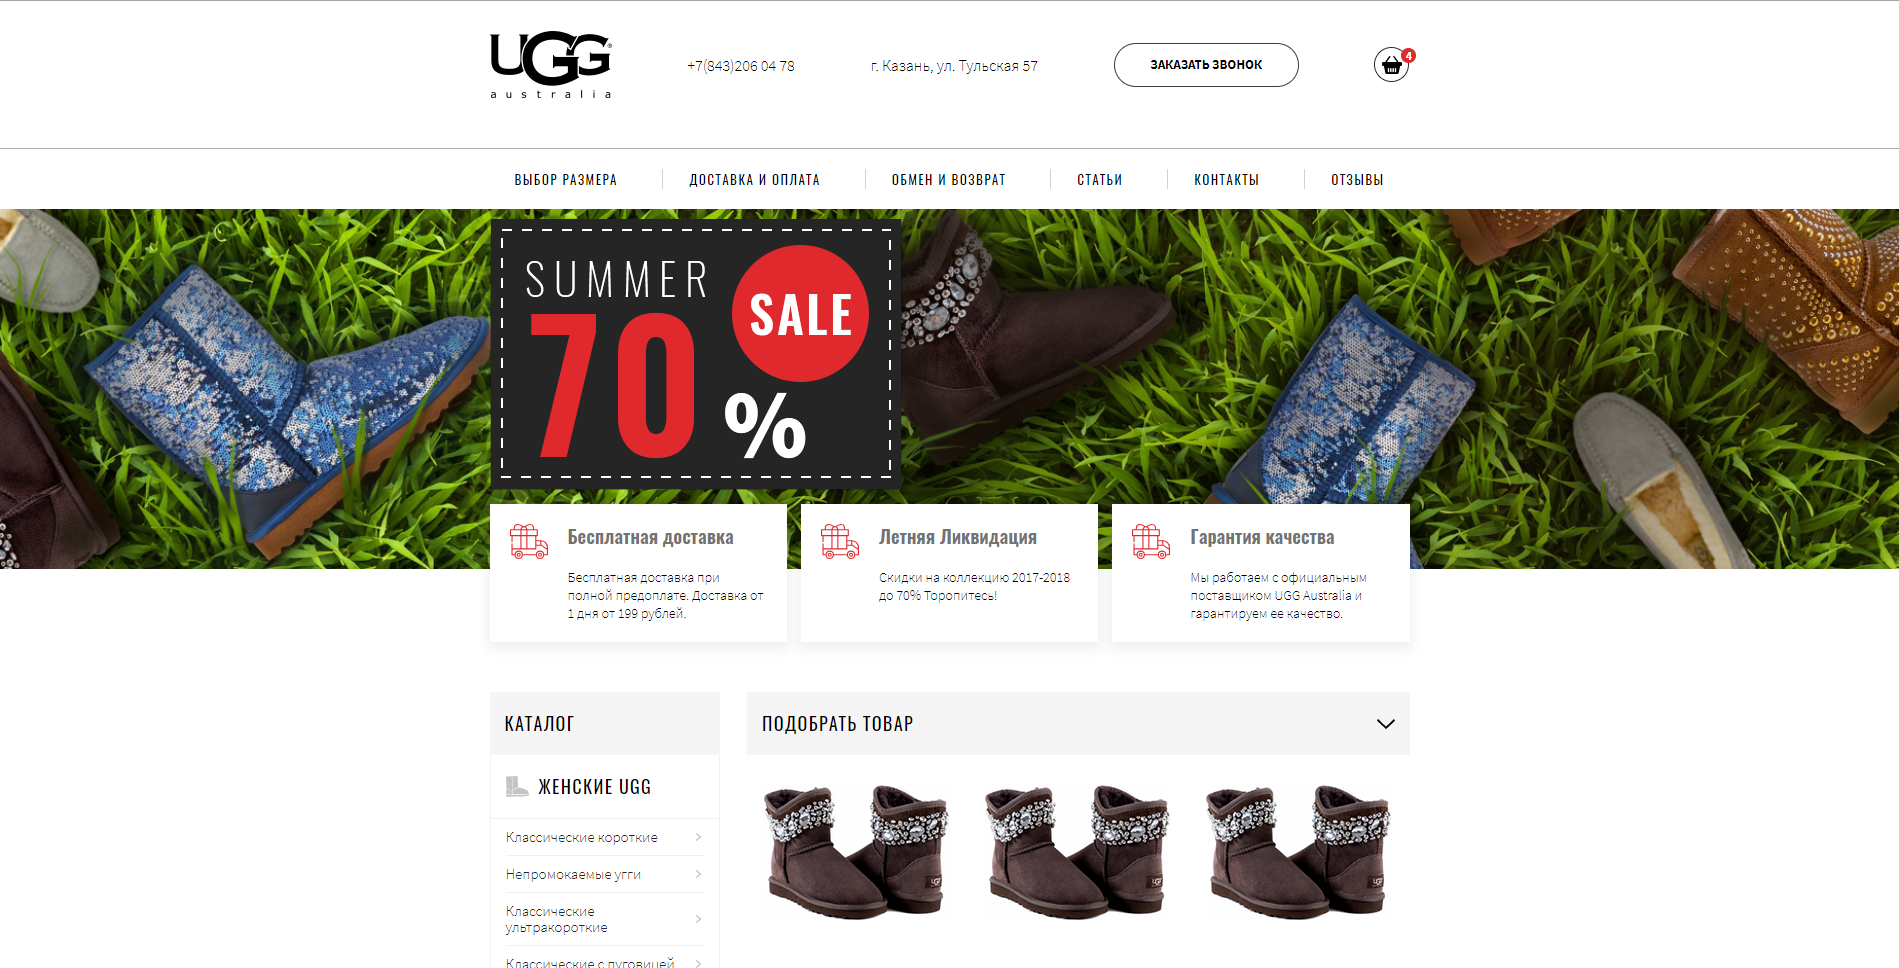 UGG
australia
+7(843)206 04 78
г. Казань, ул. Тульская 57
ЗАКАЗАТЬ ЗВОНОК
4
ВЫБОР РАЗМЕРА
ДОСТАВКА И ОПЛАТА
ОБМЕН И ВОЗВРАТ
СТАТЬИ
КОНТАКТЫ
ОТЗЫВЫ
SUMMER
SALE
70 %
Бесплатная доставка
Бесплатная доставка при
полной предоплате. Доставка от
1 дня от 199 рублей.
Летняя Ликвидация
Скидки на коллекцию 2017-2018
до 70% Торопитесь!
Гарантия качества
Мы работаем с официальным
поставщиком UGG Australia и
гарантируем ее качество.
КАТАЛОГ
ЖЕНСКИЕ UGG
Классические короткие
Непромокаемые угги
Классические
ультракороткие
Классические с пуговицей
ПОДОБРАТЬ ТОВАР
UGG
UGG
UGG